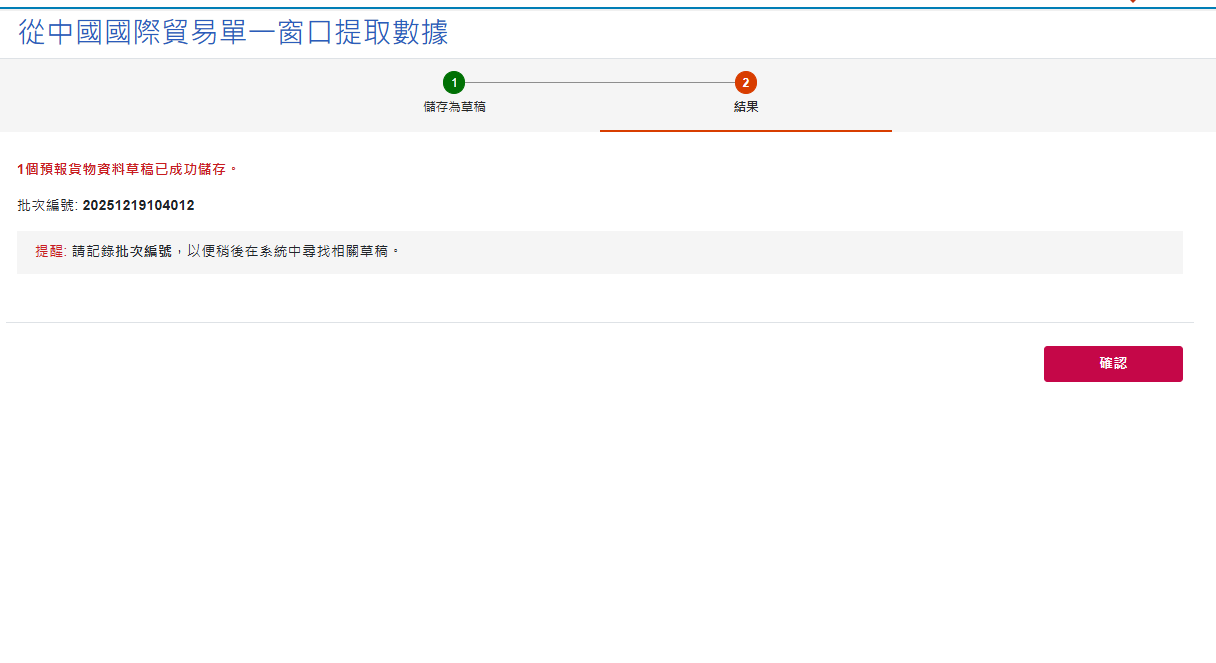 從中國國際貿易單一窗口提取數據
1
2
儲存為草稿
結果
1個預報貨物資料草稿已成功儲存。
批次編號: 20251219104012
提醒: 請記錄批次編號，以便稍後在系統中尋找相關草稿。
確認